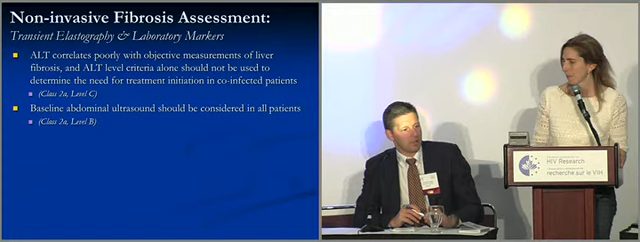 Non-invasive Fibrosis Assessment:
Transient Elastography & Laboratory Markers
ALT correlates poorly with objective measurements of liver
fibrosis, and ALT level criteria alone should not be used to
determine the need for treatment initiation in co-infected patients
(Class 2a, Level C)
Baseline abdominal ultrasound should be considered in all patients
(Class 2a, Level B)
HIV Research
recherche sur le VIH